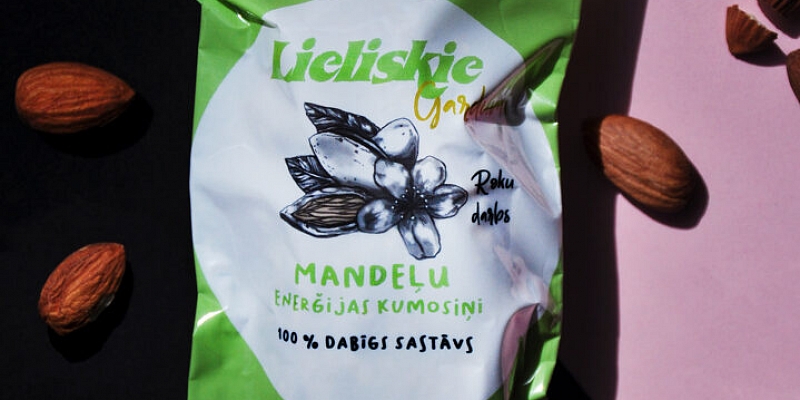 Lieliskie
Roku
darbs
MANDEĻU
ENERĢIJAS KUMOSIŅI
100 % DABĪGS SASTĀVS